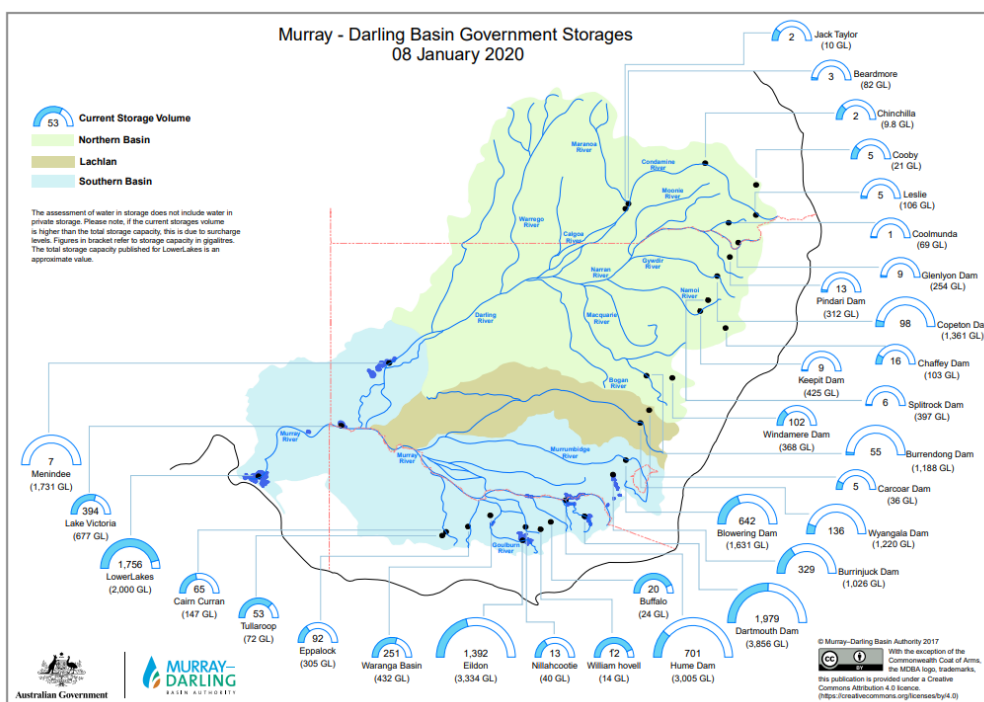 Murray - Darling Basin Government Storages
08 January 2020
53
Current Storage Volume
Northern Basin
Lachlan
Southern Basin
The assessment of water in storage does not include water in
private storage. Please note, if the current storages volume
is higher than the total storage capacity, this is due to surcharge
levels. Figures in bracket refer to storage capacity in gigalitres.
The total storage capacity published for LowerLakes is an
approximate value.
2
Jack Taylor
(10 GL)
3
Beardmore
(82 GL)
2
Chinchilla
(9.8 GL)
5
Cooby
(21 GL)
5
Leslie
(106 GL)
1
Coolmunda
(69 GL)
9
Glenlyon Dam
(254 GL)
13
Pindari Dam
(312 GL)
98
Copeton Da
(1,361 GL)
16
Chaffey Dam
(103 GL)
9
Keepit Dam
(425 GL)
6
Splitrock Dam
(397 GL)
102
Windamere Dam
(368 GL)
55
Burrendong Dam
(1,188 GL)
5
Carcoar Dam
(36 GL)
136
Wyangala Dam
(1,220 GL)
642
Blowering Dam
(1,631 GL)
329
Burrinjuck Dam
(1,026 GL)
1,979
Dartmouth Dam
(3,856 GL)
Maranoa
River
Condamine
River
Moonie
River
Warrego
River
Culgoa
River
Narran
River
Gwydir
River
Namoi
River
Darling
River
Macquarie
River
Bogan
River
Murray
River
Murray
River
Murrumbidgee
River
Goulburn
River
7
Menindee
(1,731 GL)
394
Lake Victoria
(677 GL)
1,756
LowerLakes
(2,000 GL)
65
Cairn Curran
(147 GL)
53
Tullaroop
(72 GL)
92
Eppalock
(305 GL)
251
Waranga Basin
(432 GL)
1,392
Eildon
(3,334 GL)
13
Nillahcootie
(40 GL)
12
William hovell
(14 GL)
20
Buffalo
(24 GL)
701
Hume Dam
(3,005 GL)
Australian Government
MURRAY–
DARLING
BASIN AUTHORITY
© Murray–Darling Basin Authority 2017
With the exception of the
Commonwealth Coat of Arms,
the MDBA logo, trademarks,
this publication is provided under a Creative
Commons Attribution 4.0 licence.
(https://creativecommons.org/licenses/by/4.0)
cc
BY